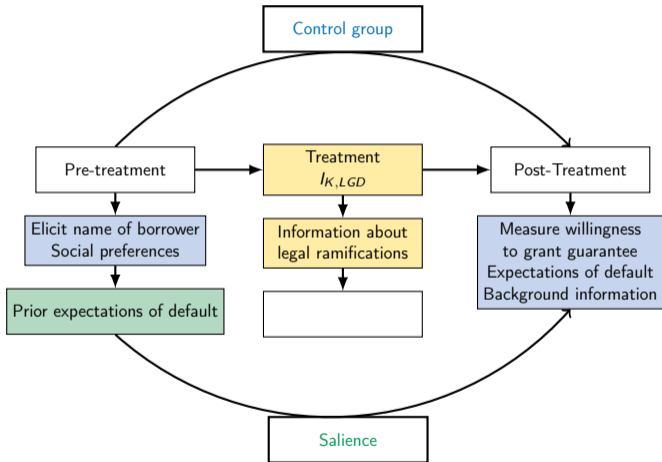 Control group
Pre-treatment
Treatment
I_{K,LGD}
Post-Treatment
Elicit name of borrower
Social preferences
Information about
legal ramifications
Measure willingness
to grant guarantee
Expectations of default
Background information
Prior expectations of default
Salience